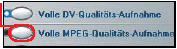 Volle DV-Qualitäts-Aufnahme
Volle MPEG-Qualitäts-Aufnahme